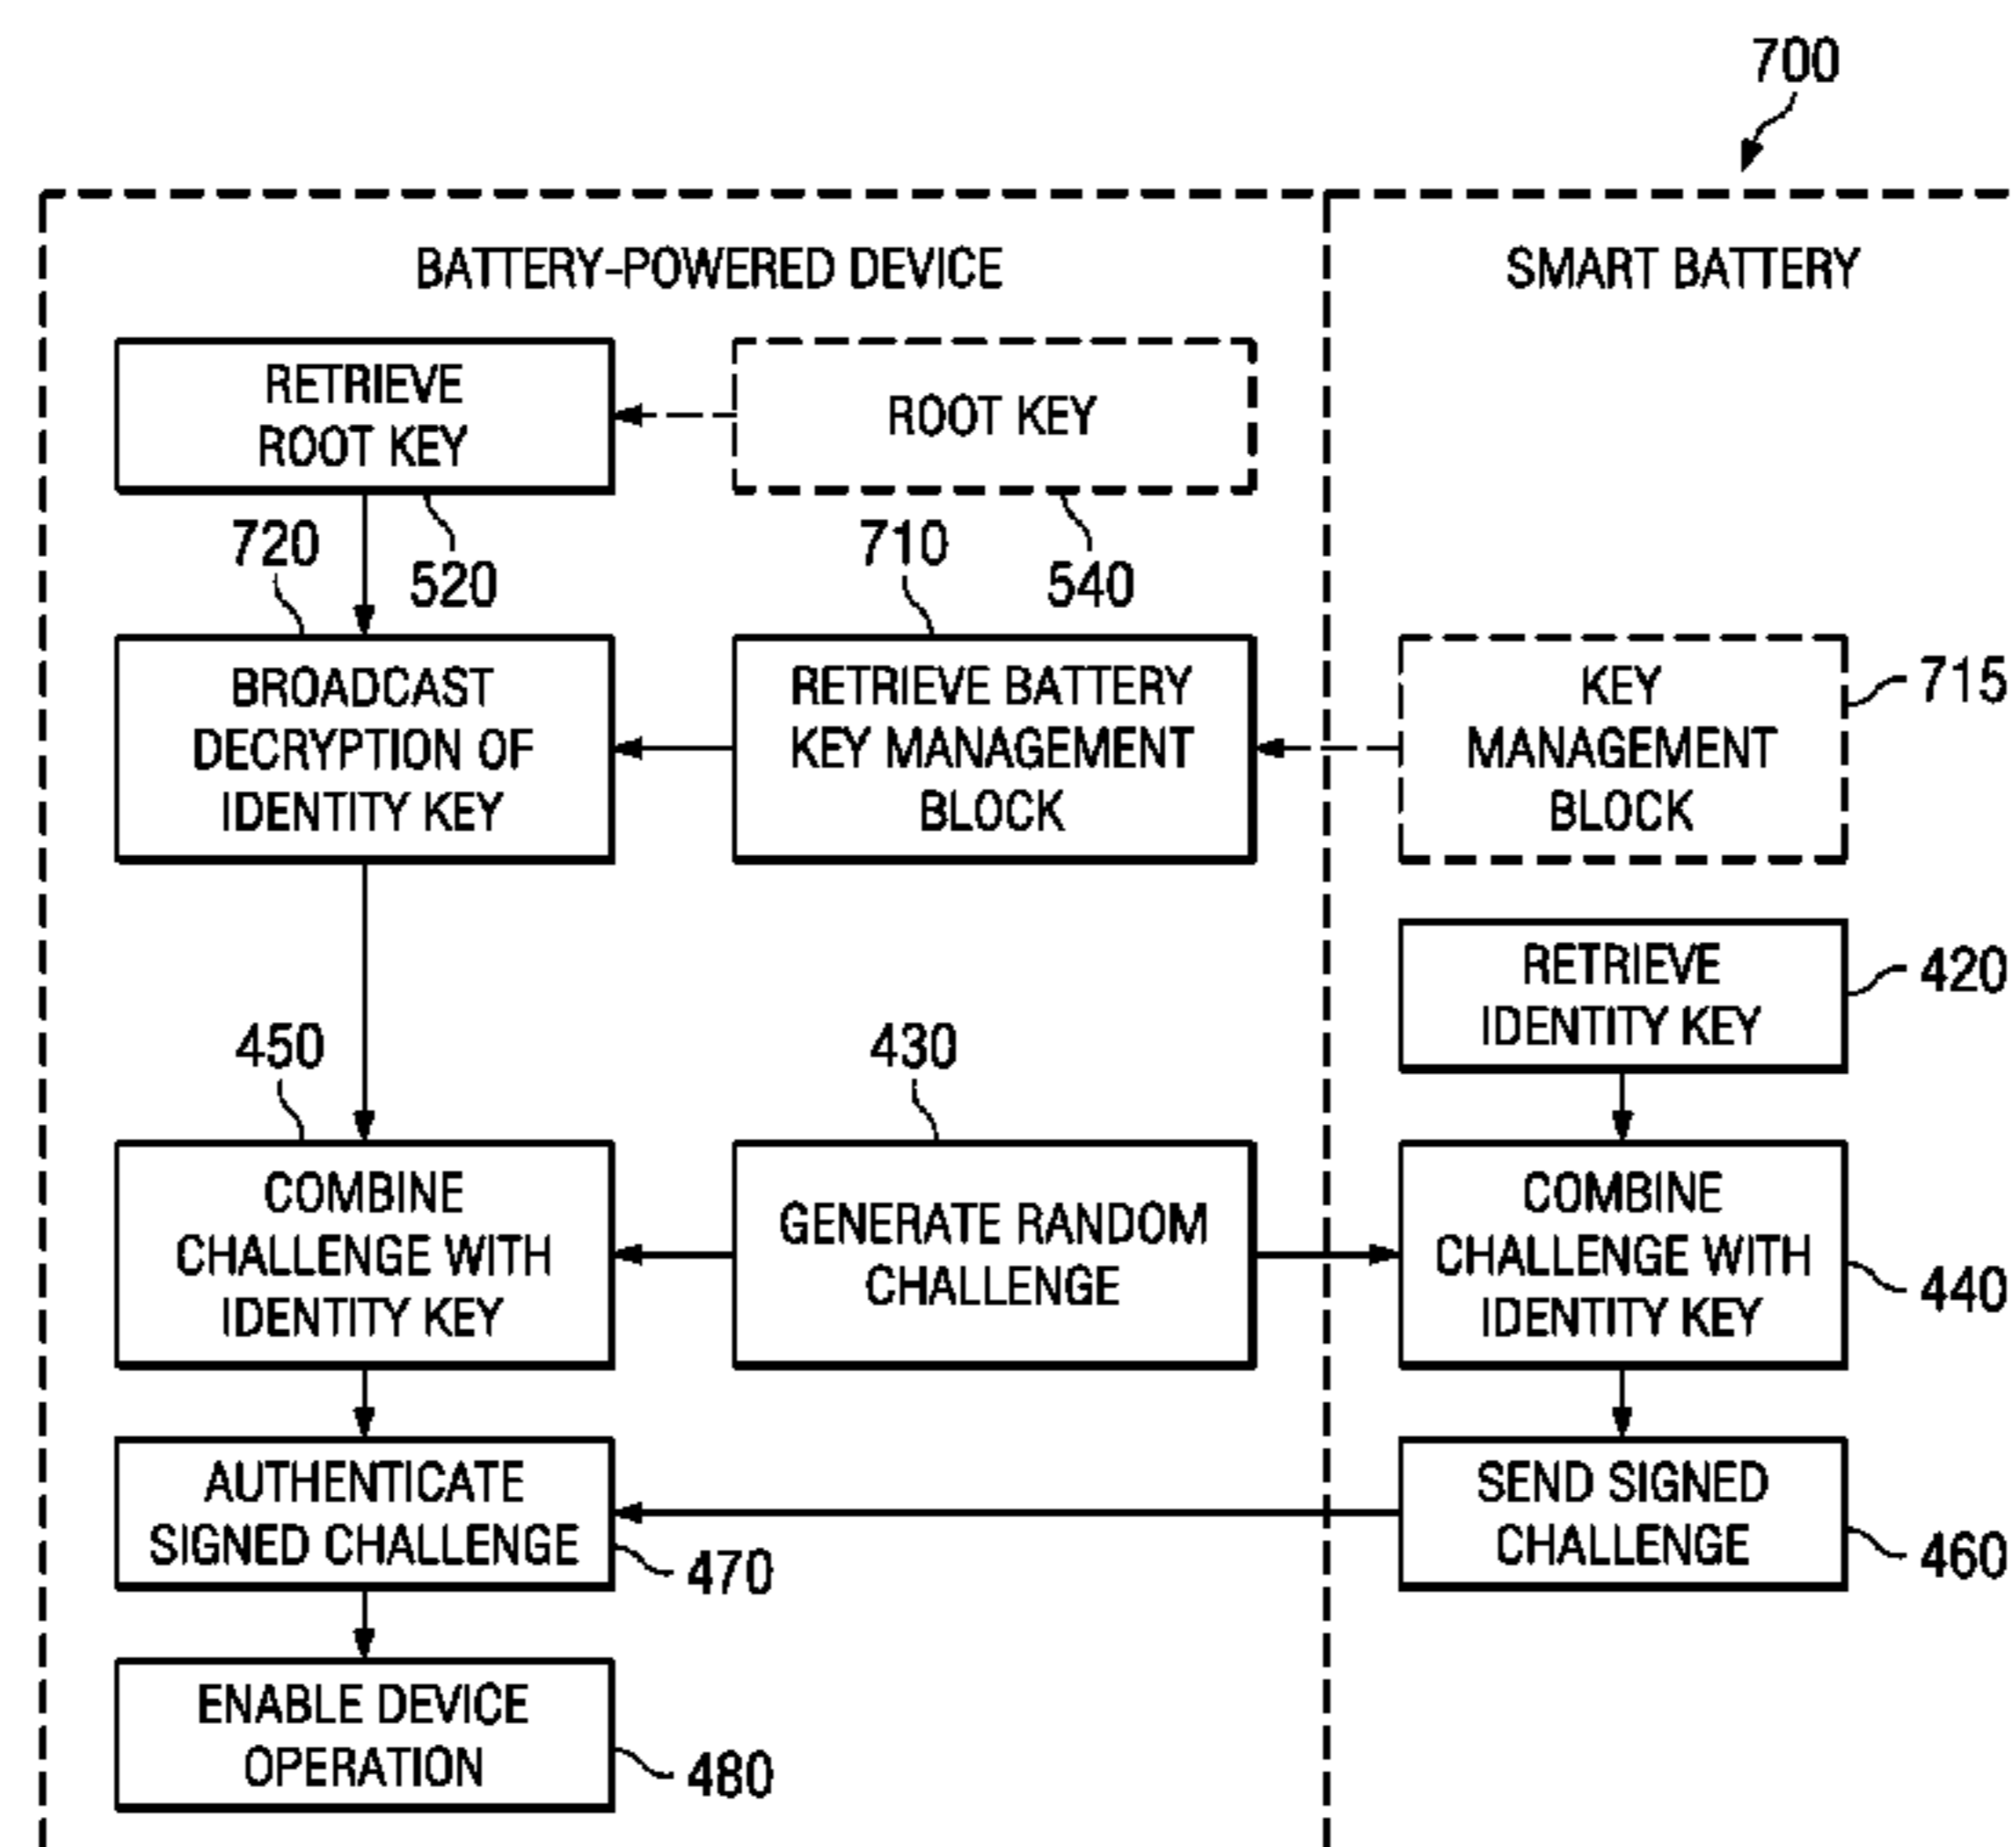 700
BATTERY-POWERED DEVICE
SMART BATTERY
RETRIEVE
ROOT KEY
ROOT KEY
720
520
710
540
BROADCAST
DECRYPTION OF
IDENTITY KEY
RETRIEVE BATTERY
KEY MANAGEMENT
BLOCK
KEY
MANAGEMENT
BLOCK
715
RETRIEVE
IDENTITY KEY
420
450
430
COMBINE
CHALLENGE WITH
IDENTITY KEY
GENERATE RANDOM
CHALLENGE
COMBINE
CHALLENGE WITH
IDENTITY KEY
440
AUTHENTICATE
SIGNED CHALLENGE
470
SEND SIGNED
CHALLENGE
460
ENABLE DEVICE
OPERATION
480